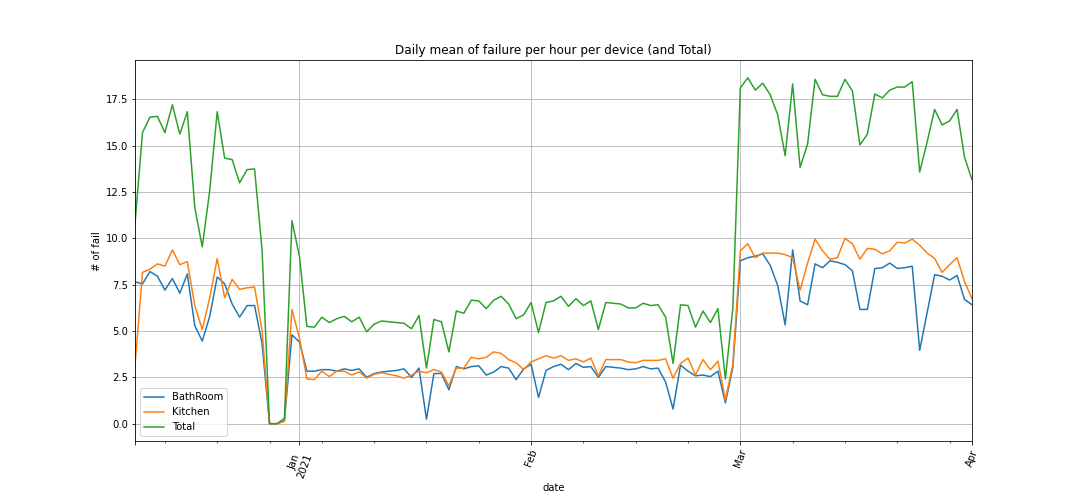 Daily mean of failure per hour per device (and Total)
# of fail
17.5
15.0
12.5
10.0
7.5
5.0
2.5
0.0
BathRoom
Kitchen
Total
Jan
2021
Feb
Mar
Apr
date